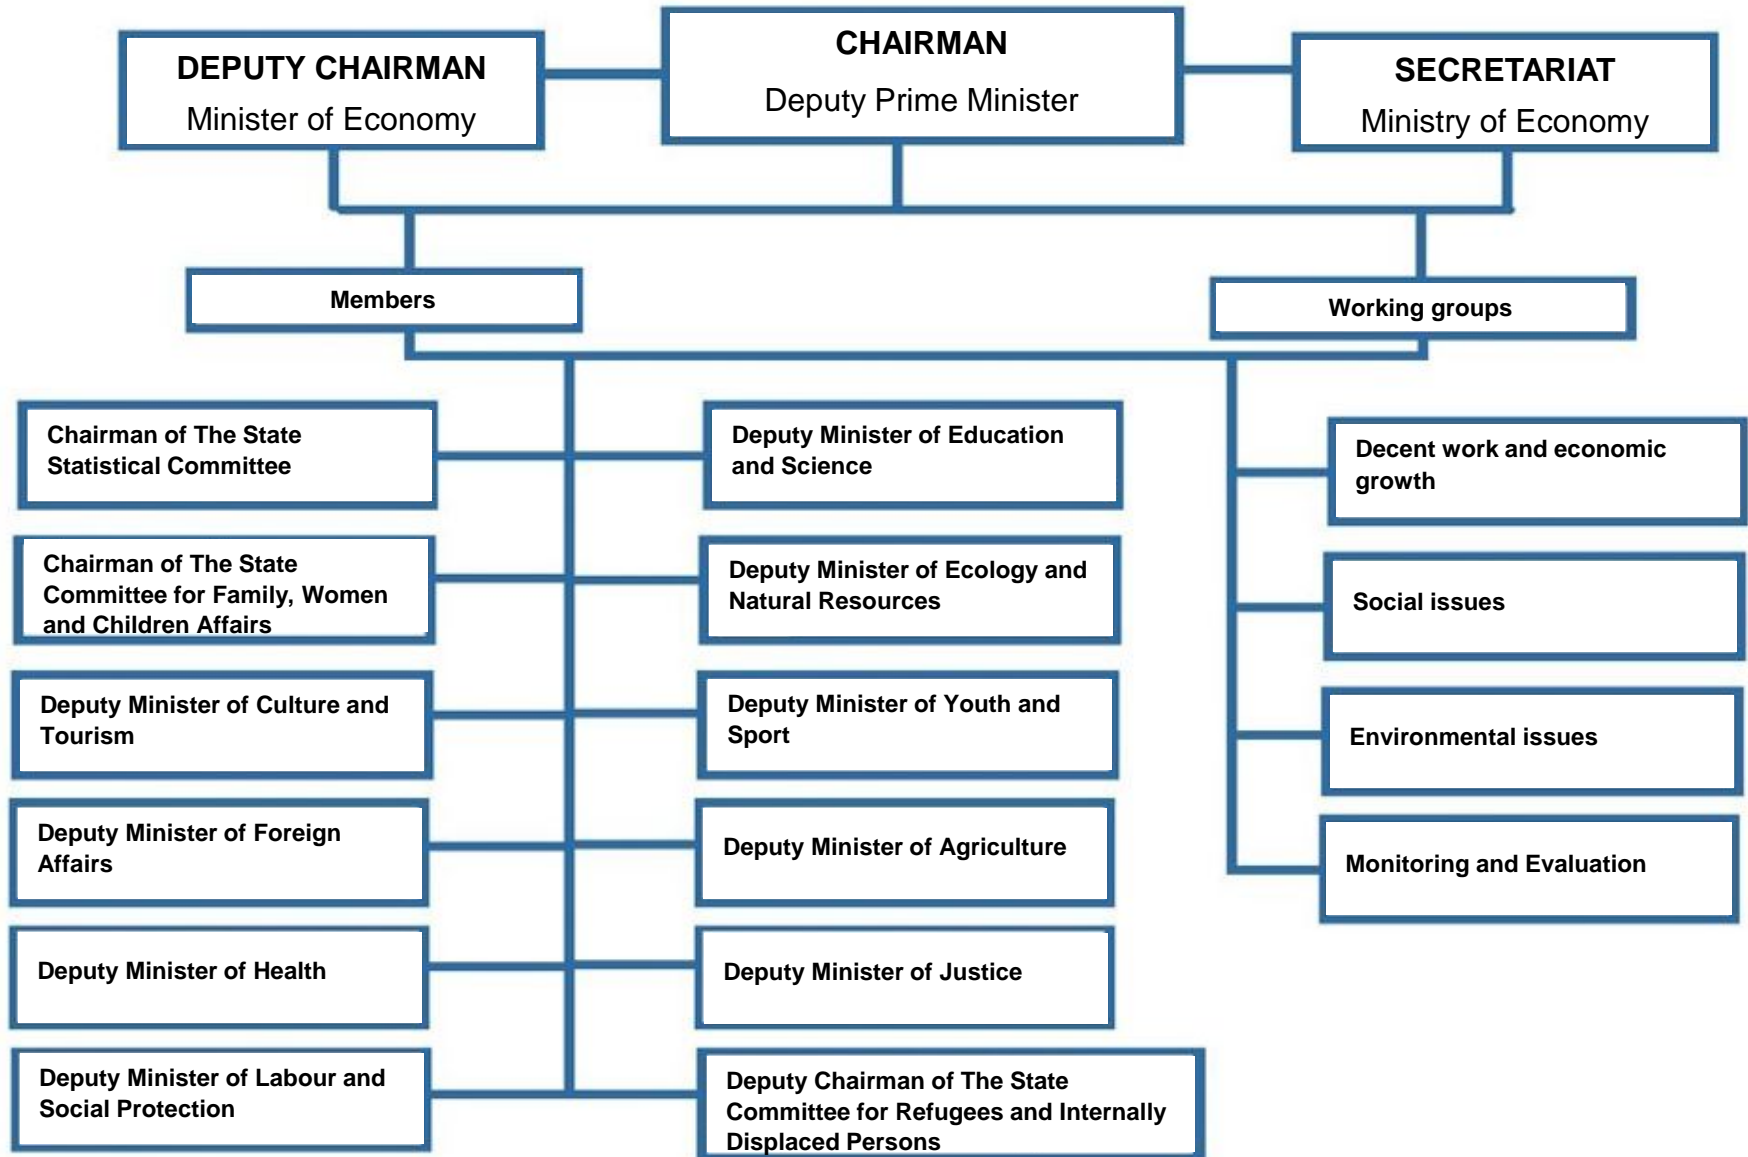 DEPUTY CHAIRMAN
Minister of Economy
CHAIRMAN
Deputy Prime Minister
SECRETARIAT
Ministry of Economy
Members
Working groups
Chairman of The State
Statistical Committee
Chairman of The State
Committee for Family, Women
and Children Affairs
Deputy Minister of Culture and
Tourism
Deputy Minister of Foreign
Affairs
Deputy Minister of Health
Deputy Minister of Labour and
Social Protection
Deputy Minister of Education
and Science
Deputy Minister of Ecology and
Natural Resources
Deputy Minister of Youth and
Sport
Deputy Minister of Agriculture
Deputy Minister of Justice
Deputy Chairman of The State
Committee for Refugees and Internally
Displaced Persons
Decent work and economic
growth
Social issues
Environmental issues
Monitoring and Evaluation